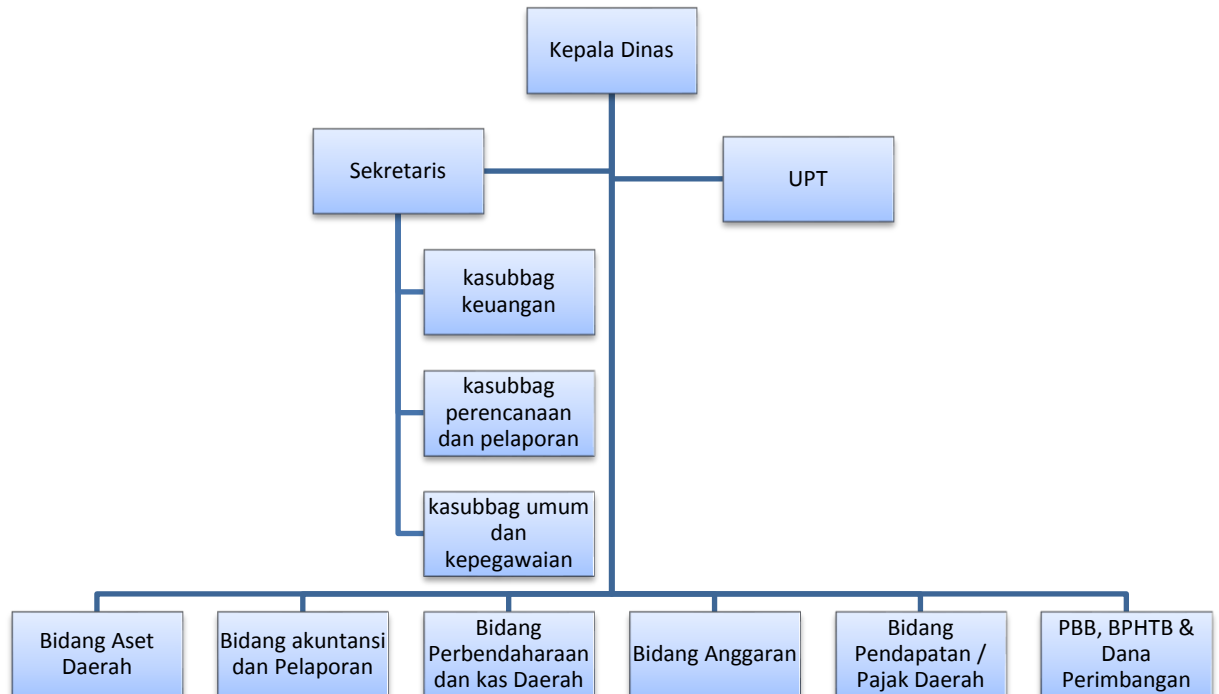 Kepala Dinas
Sekretaris
UPT
kasubbag
keuangan
kasubbag
perencanaan
dan pelaporan
kasubbag umum
dan
kepegawaian
Bidang Aset
Daerah
Bidang akuntansi
dan Pelaporan
Bidang
Perbendaharaan
dan kas Daerah
Bidang Anggaran
Bidang
Pendapatan /
Pajak Daerah
PBB, BPHTB &
Dana
Perimbangan